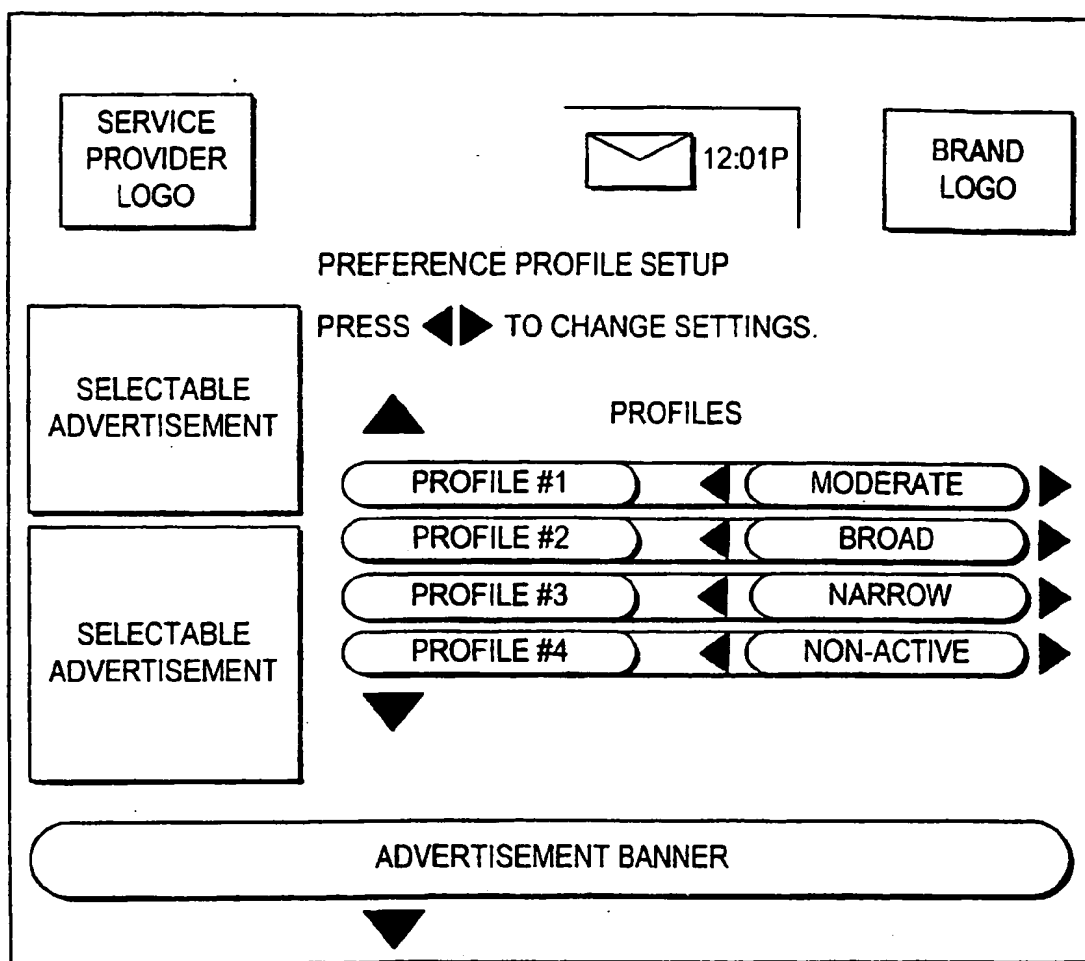 SERVICE
PROVIDER
LOGO
12:01P
BRAND
LOGO
PREFERENCE PROFILE SETUP
PRESS ◀▶ TO CHANGE SETTINGS.
SELECTABLE
ADVERTISEMENT
PROFILES
PROFILE #1 MODERATE
PROFILE #2 BROAD
PROFILE #3 NARROW
PROFILE #4 NON-ACTIVE
SELECTABLE
ADVERTISEMENT
ADVERTISEMENT BANNER